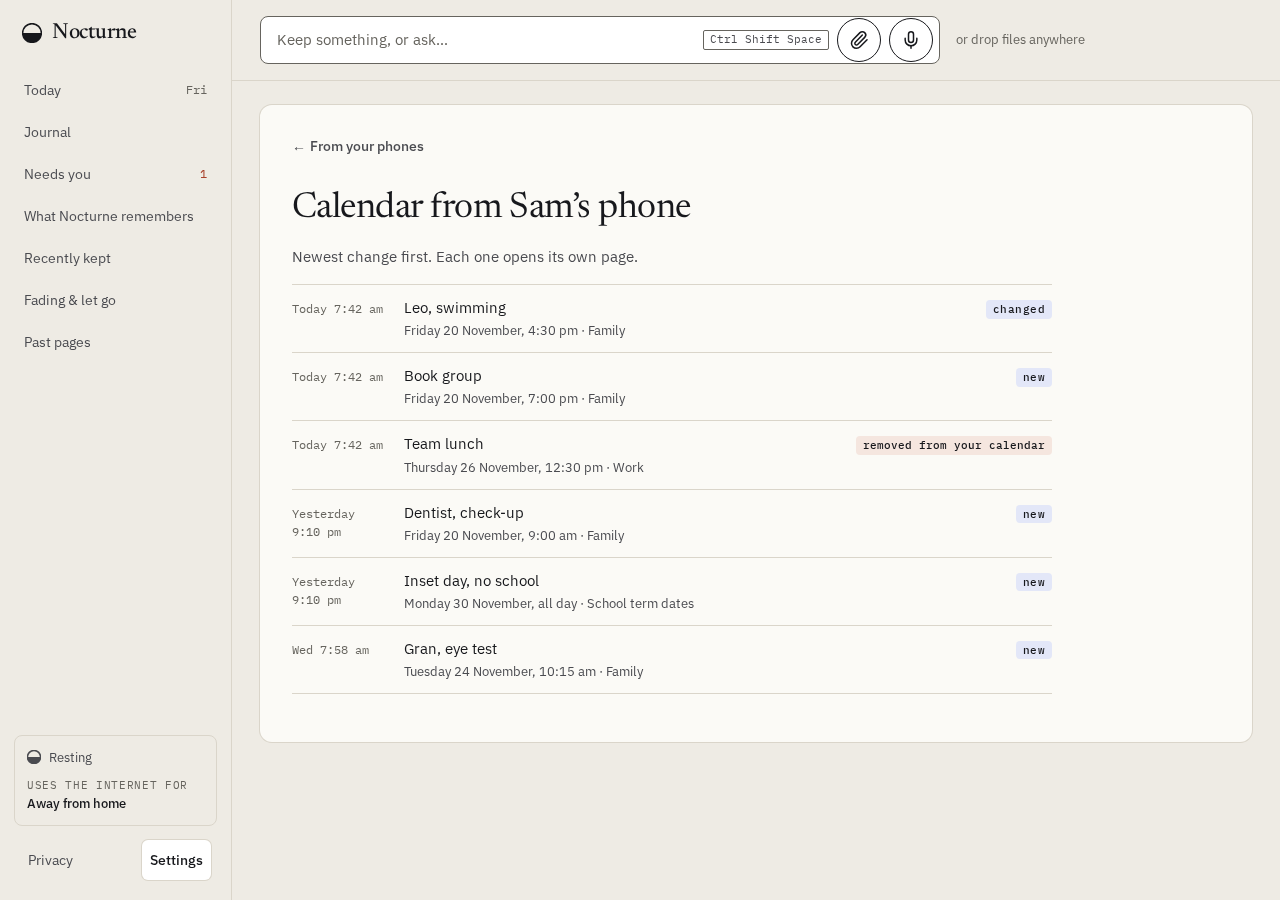 Nocturne
Today Fri
Journal
Needs you 1
What Nocturne remembers
Recently kept
Fading & let go
Past pages
Resting
USES THE INTERNET FOR
Away from home
Privacy Settings
Keep something, or ask... Ctrl Shift Space
or drop files anywhere
← From your phones
Calendar from Sam’s phone
Newest change first. Each one opens its own page.
Today 7:42 am Leo, swimming changed
Friday 20 November, 4:30 pm · Family
Today 7:42 am Book group new
Friday 20 November, 7:00 pm · Family
Today 7:42 am Team lunch removed from your calendar
Thursday 26 November, 12:30 pm · Work
Yesterday Dentist, check-up new
9:10 pm Friday 20 November, 9:00 am · Family
Yesterday Inset day, no school new
9:10 pm Monday 30 November, all day · School term dates
Wed 7:58 am Gran, eye test new
Tuesday 24 November, 10:15 am · Family